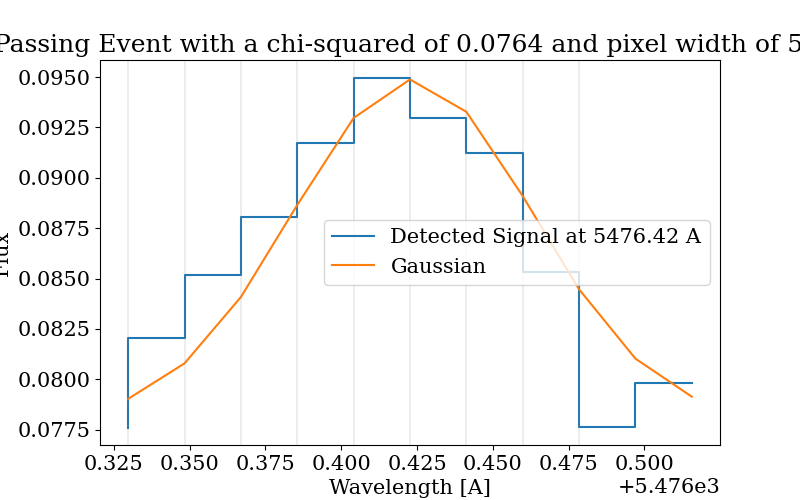 Passing Event with a chi-squared of 0.0764 and pixel width of 5
0.0950
0.0925
0.0900
0.0875
0.0850
0.0825
0.0800
0.0775
Flux
Detected Signal at 5476.42 A
Gaussian
0.325 0.350 0.375 0.400 0.425 0.450 0.475 0.500
Wavelength [A]
+5.476e3